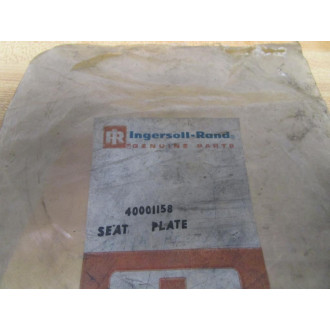 IR Ingersoll-Rand®
GENUINE PARTS
40001158
SEAT PLATE